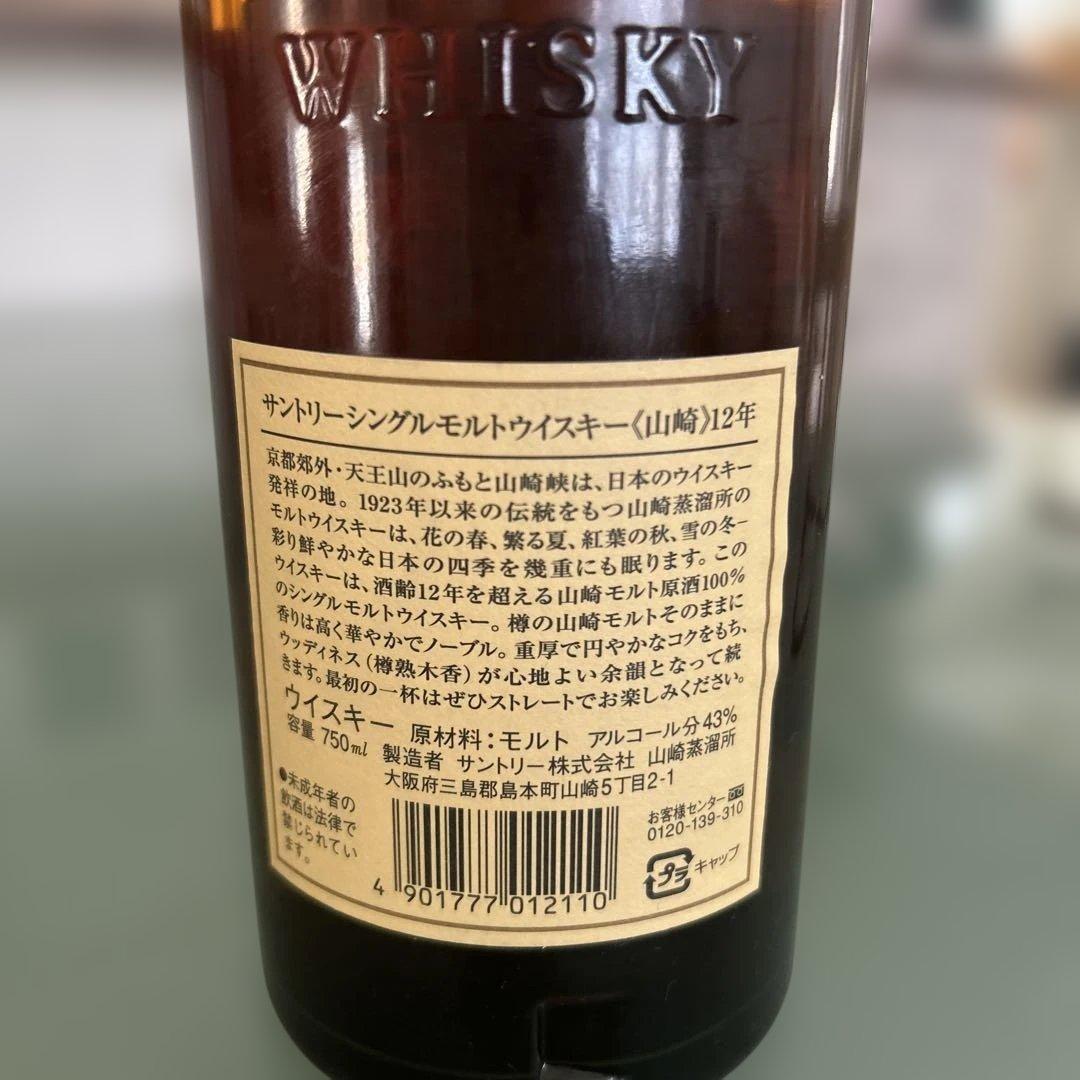 WHISKY
サントリーシングルモルトウイスキー《山崎》12年
京都郊外・天王山のふもと山崎峡は、日本のウイスキー
発祥の地。1923年以来の伝統をもつ山崎蒸溜所の
モルトウイスキーは、花の春、繁る夏、紅葉の秋、雪の冬−
彩り鮮やかな日本の四季を幾重にも眠ります。この
ウイスキーは、酒齢12年を超える山崎モルト原酒100%
のシングルモルトウイスキー。樽の山崎モルトそのままに
香りは高く華やかでノーブル。重厚で円やかなコクをもち、
ウッディネス（樽熟木香）が心地よい余韻となって続
きます。最初の一杯はぜひストレートでお楽しみください。
ウイスキー 原材料：モルト アルコール分43%
容量 750ml 製造者 サントリー株式会社 山崎蒸溜所
大阪府三島郡島本町山崎5丁目2-1
●未成年者の
飲酒は法律で
禁じられてい
ます。
お客様センター
0120-139-310
プラ キャップ
4 901777 012110